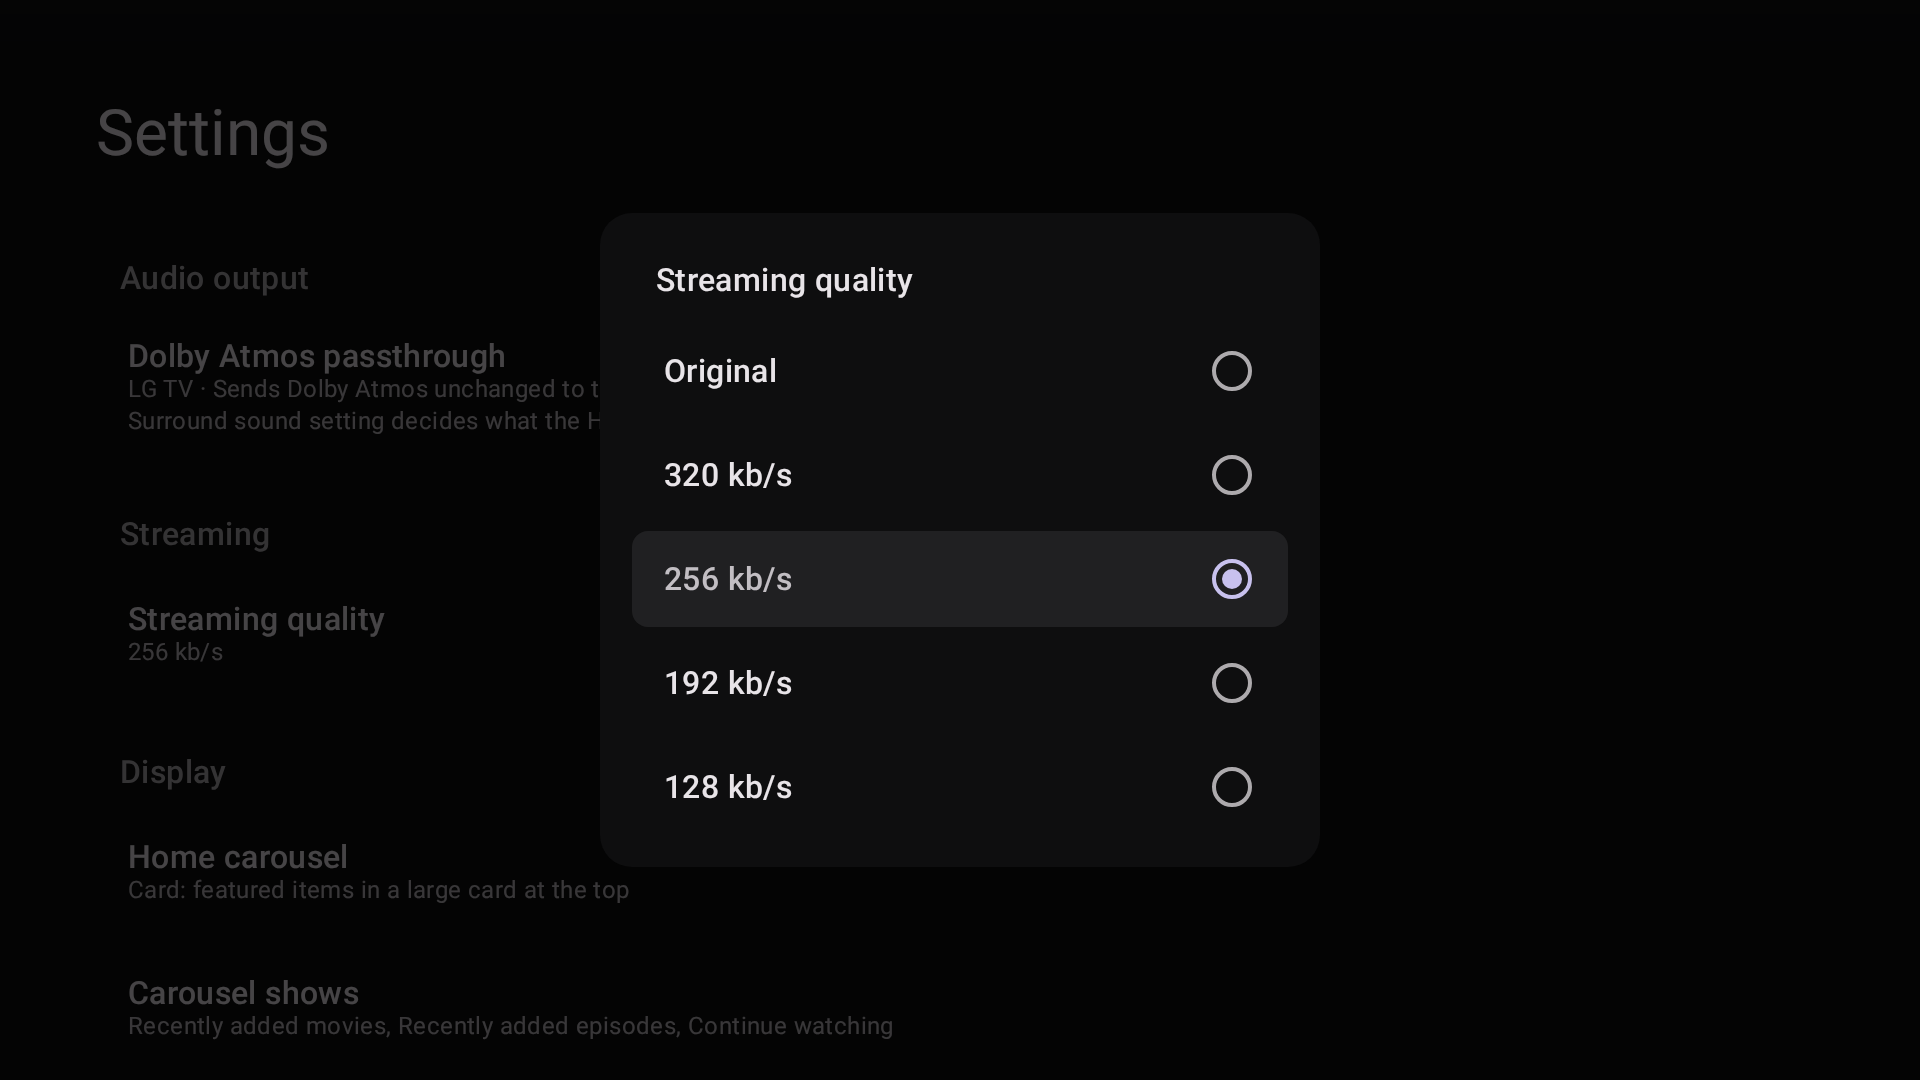 Settings
Audio output
Dolby Atmos passthrough
LG TV · Sends Dolby Atmos unchanged to
Surround sound setting decides what the
Streaming
Streaming quality
256 kb/s
Display
Home carousel
Card: featured items in a large card at the top
Carousel shows
Recently added movies, Recently added episodes, Continue watching
Streaming quality
Original
320 kb/s
256 kb/s
192 kb/s
128 kb/s